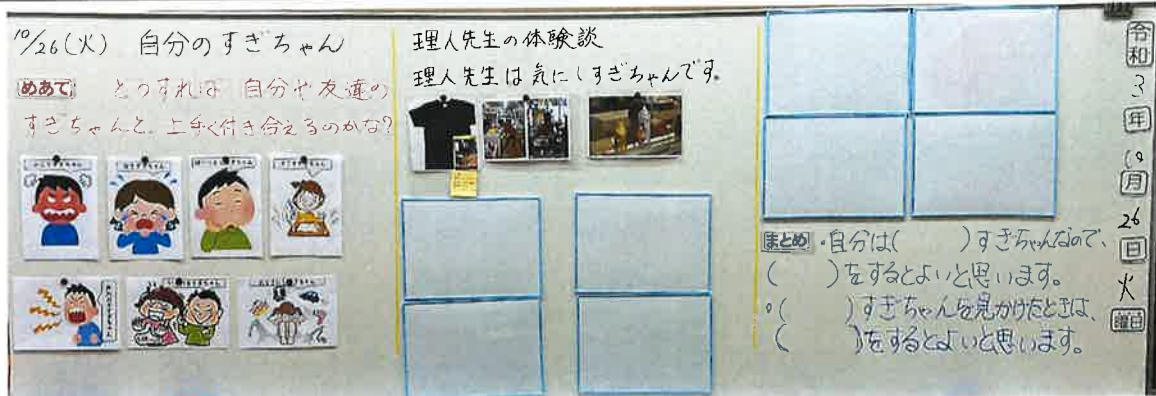 10/26(火) 自分のすぎちゃん
めあて どうすれば 自分や友達の
すぎちゃんと、上手く付き合えるのかな?
理人先生の体験談
理人先生は気にしすぎちゃんです。
まとめ ・自分は( )すぎちゃんなので、
( )をするとよいと思います。
・( )すぎちゃんを見かけたときは、
( )をするとよいと思います。
令和
3
年
10
月
26
日
火
曜日